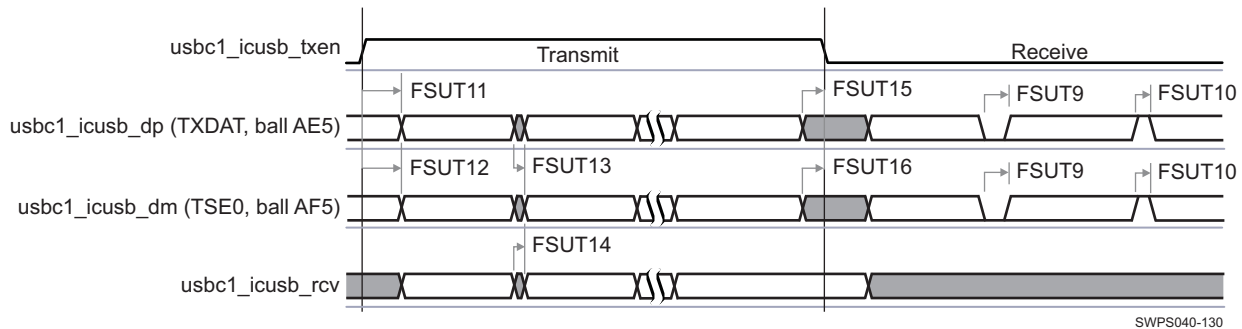 usbc1_icusb_txen
Transmit
Receive
FSUT11
FSUT15
FSUT9
FSUT10
usbc1_icusb_dp (TXDAT, ball AE5)
FSUT12
FSUT13
FSUT16
FSUT9
FSUT10
usbc1_icusb_dm (TSE0, ball AF5)
FSUT14
usbc1_icusb_rcv
SWPS040-130